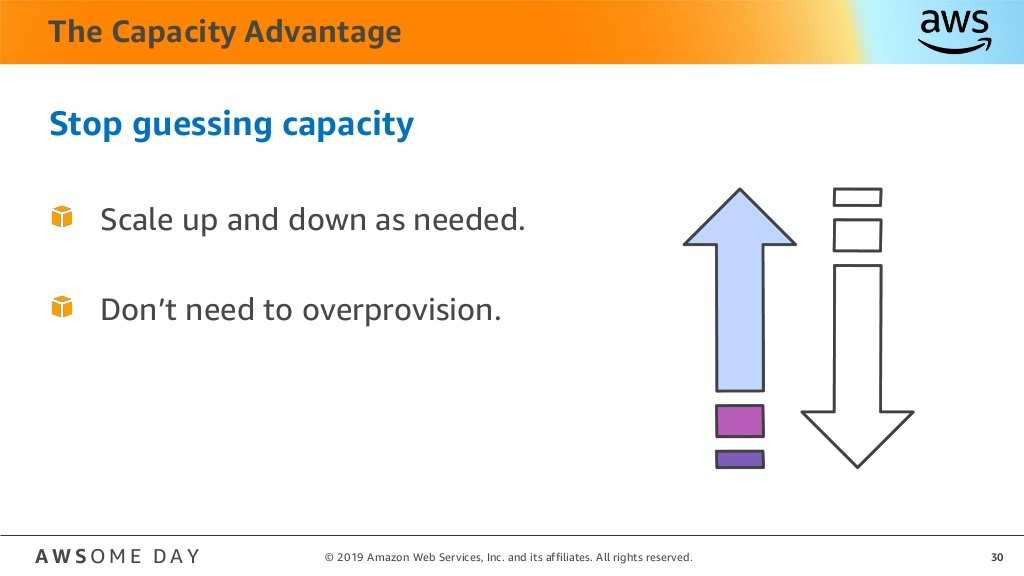 The Capacity Advantage
aws
Stop guessing capacity
Scale up and down as needed.
Don’t need to overprovision.
AWSOME DAY
© 2019 Amazon Web Services, Inc. and its affiliates. All rights reserved.
30